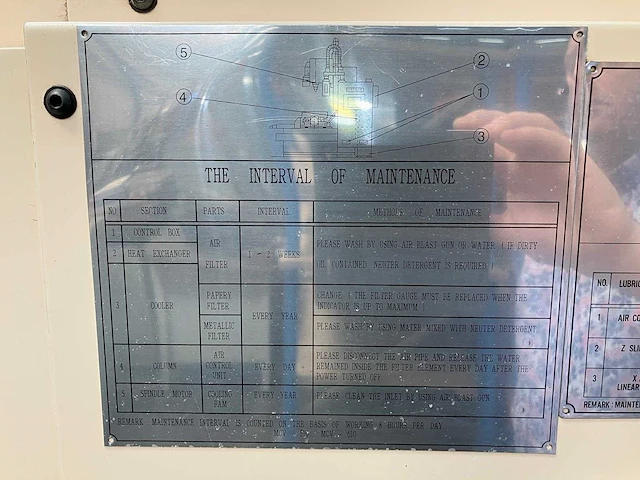 ⑤
②
④
①
③
THE INTERVAL OF MAINTENANCE
NO SECTION PARTS INTERVAL METHODS OF MAINTENANCE
1 CONTROL BOX
2 HEAT EXCHANGER
AIR
FILTER
1 - 2 WEEKS
PLEASE WASH BY USING AIR BLAST GUN OR WATER ( IF DIRTY
OIL CONTAINED NEUTER DETERGENT IS REQUIRED )
3 COOLER
PAPERY
FILTER
EVERY YEAR
CHANGE ( THE FILTER GAUGE MUST BE REPLACED WHEN THE
INDICATOR IS UP TO MAXIMUM )
METALLIC
FILTER
PLEASE WASH BY USING WATER MIXED WITH NEUTER DETERGENT
4 COLUMN
AIR
CONTROL
UNIT
EVERY DAY
PLEASE DISCONNECT THE AIR PIPE AND RELEASE THE WATER
REMAINED INSIDE THE FILTER ELEMENT EVERY DAY AFTER THE
POWER TURNED OFF
5 SPINDLE MOTOR
COOLING
FAM
EVERY YEAR
PLEASE CLEAN THE INLET BY USING AIR BLAST GUN
REMARK MAINTENANCE INTERVAL IS COUNTED ON THE BASIS OF WORKING 8 HOURS PER DAY
MCV MCV
NO. LUBRIC
1 AIR CO
2 Z SLI
3 X
LINEAR
REMARK : MAINTE